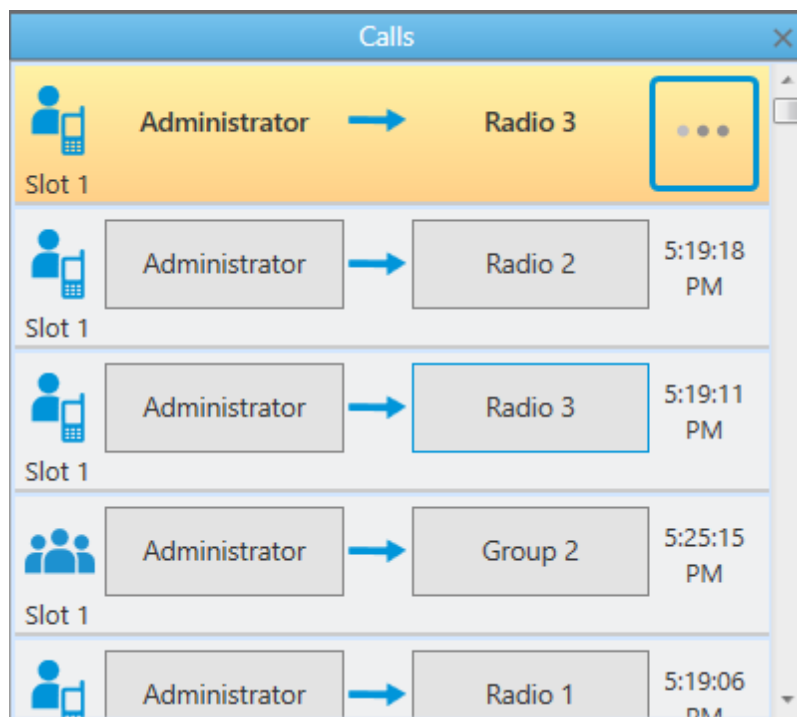 Calls
Administrator Radio 3
Slot 1
Administrator Radio 2 5:19:18
PM
Slot 1
Administrator Radio 3 5:19:11
PM
Slot 1
Administrator Group 2 5:25:15
PM
Slot 1
Administrator Radio 1 5:19:06
PM